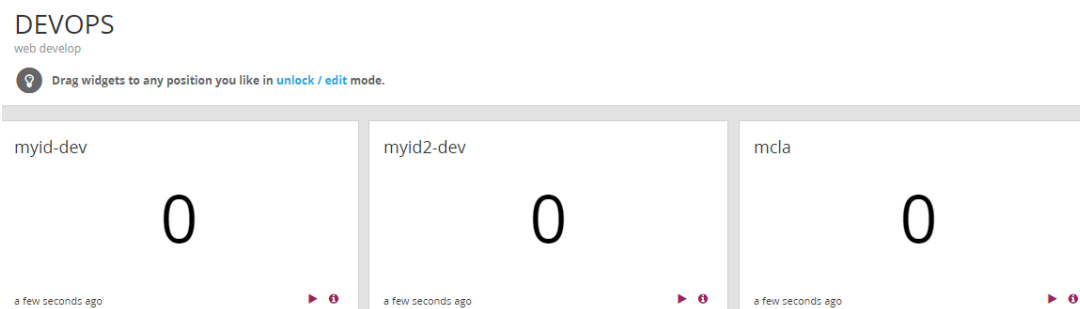 DEVOPS
web develop
Drag widgets to any position you like in unlock / edit mode.
myid-dev
myid2-dev
mcla
0
0
0
a few seconds ago
a few seconds ago
a few seconds ago